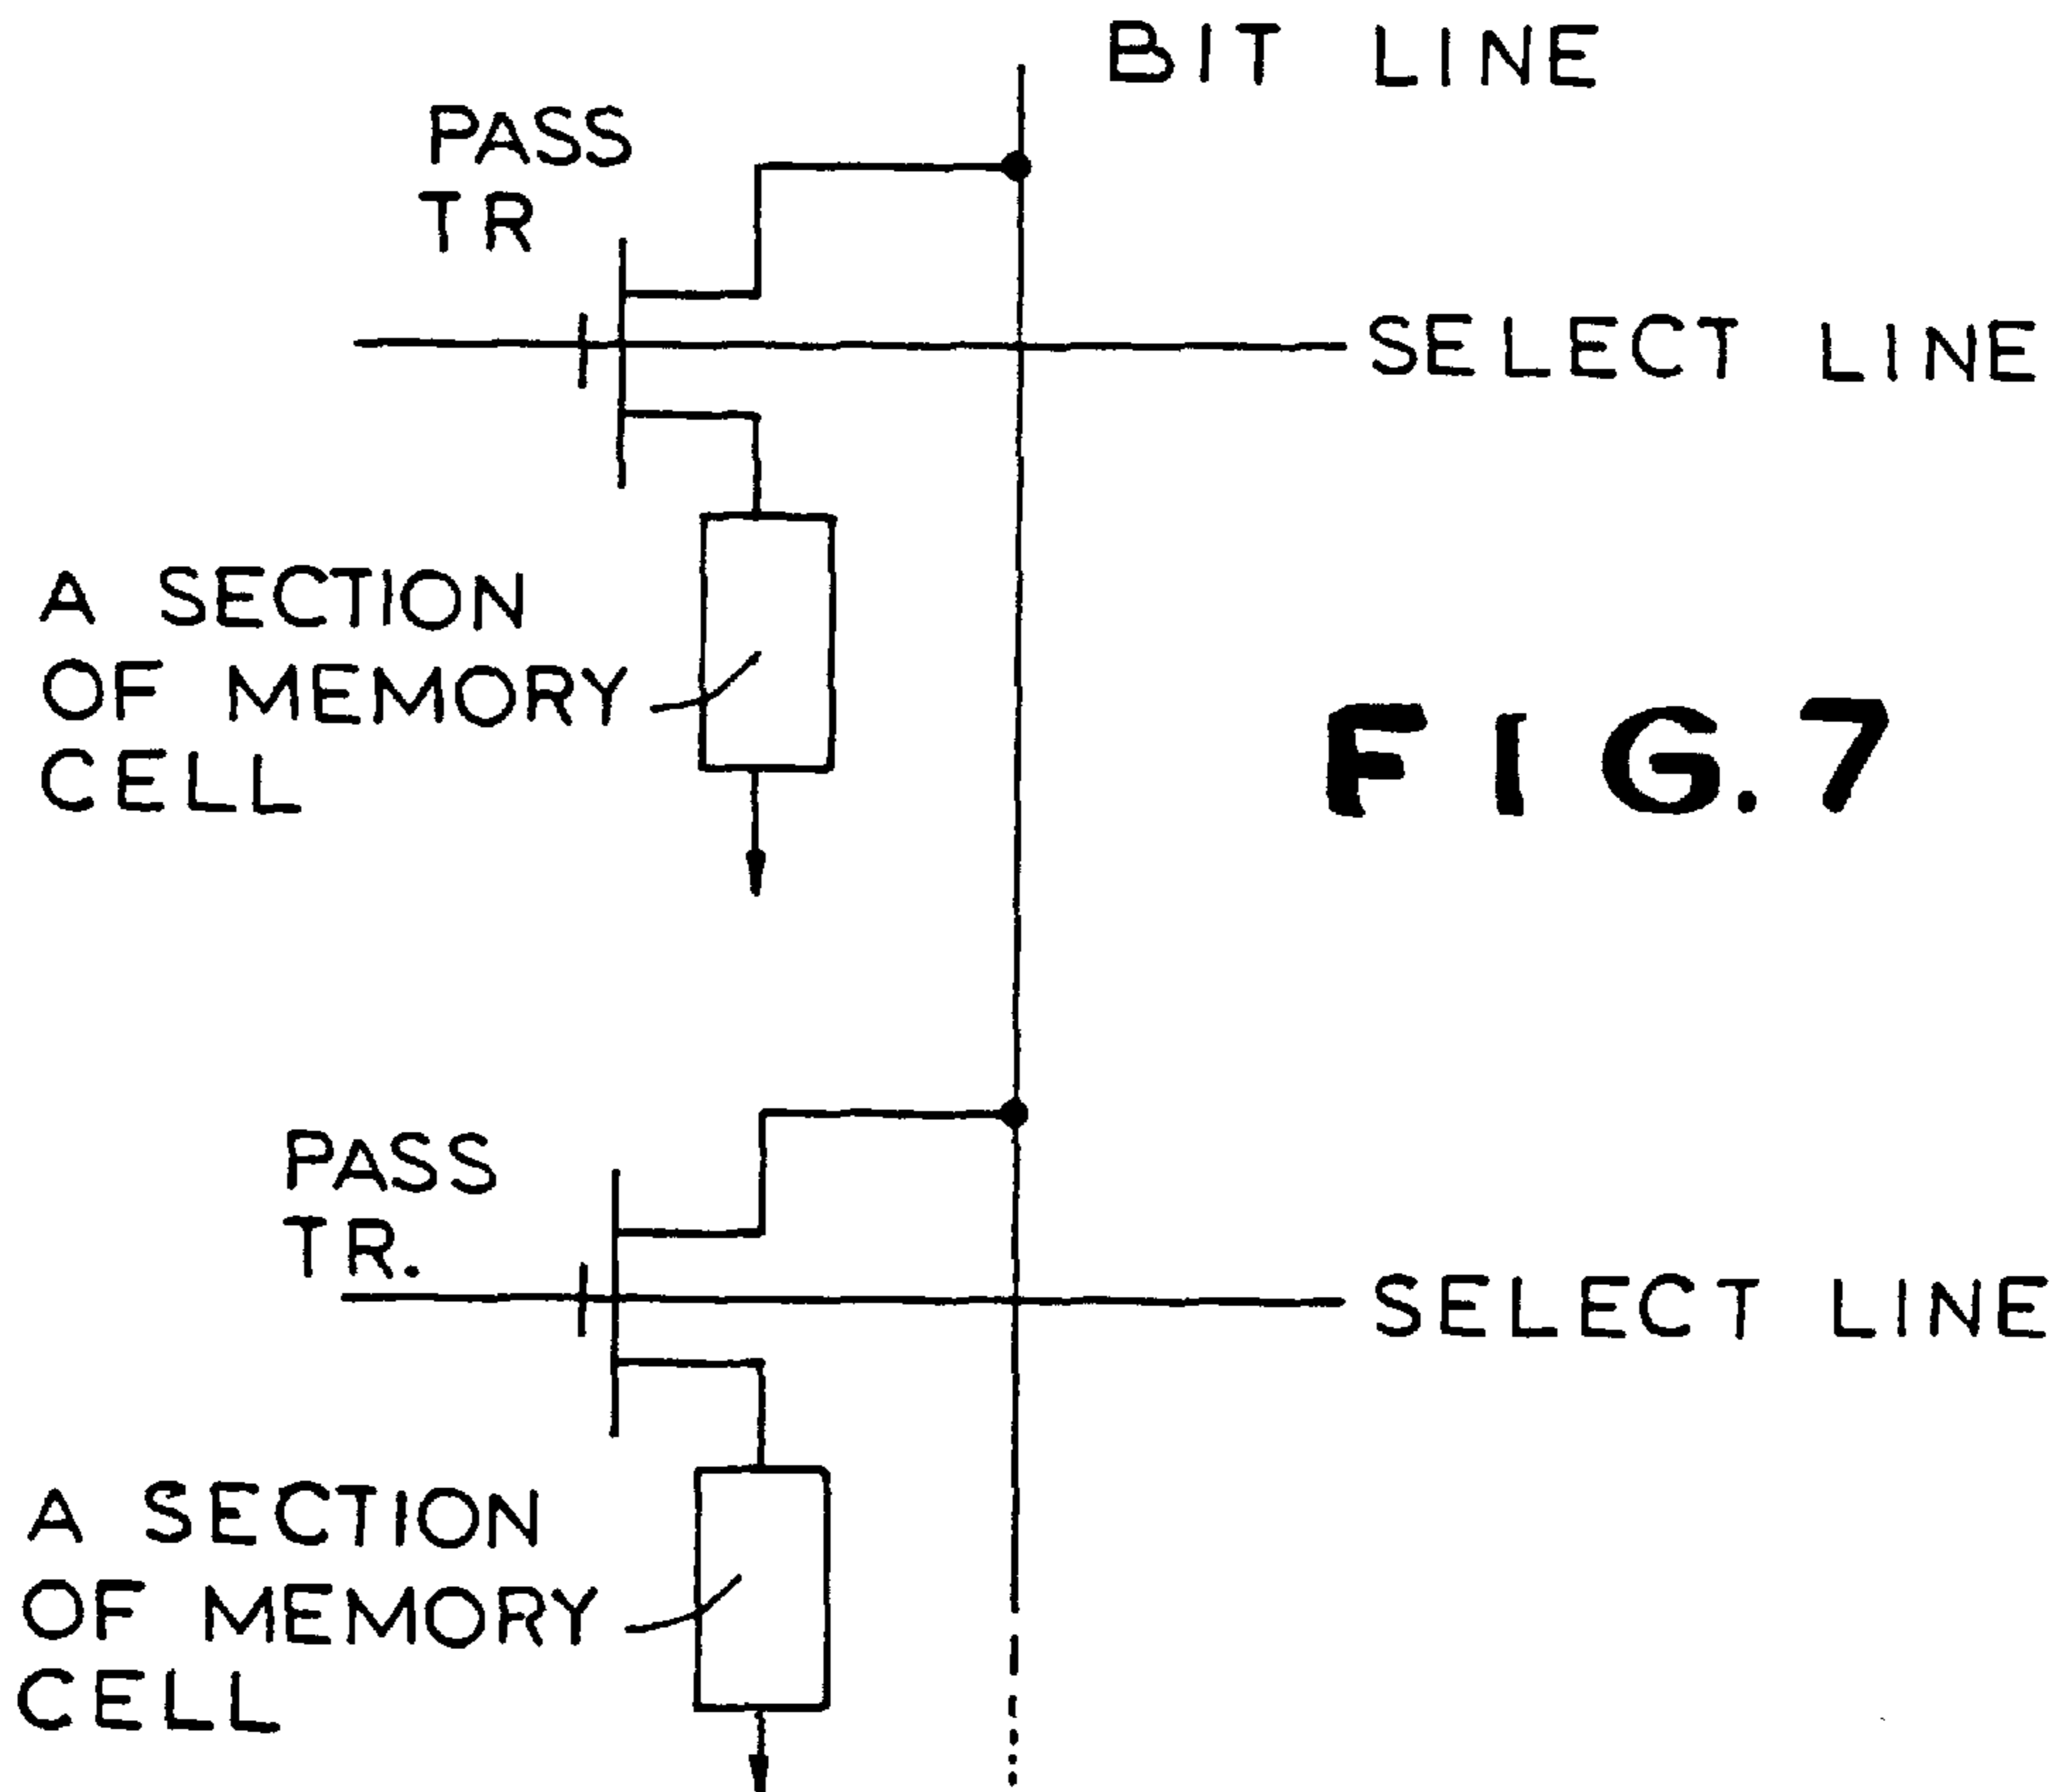 BIT LINE
PASS
TR
SELECT LINE
A SECTION
OF MEMORY
CELL
FIG.7
PASS
TR.
SELECT LINE
A SECTION
OF MEMORY
CELL